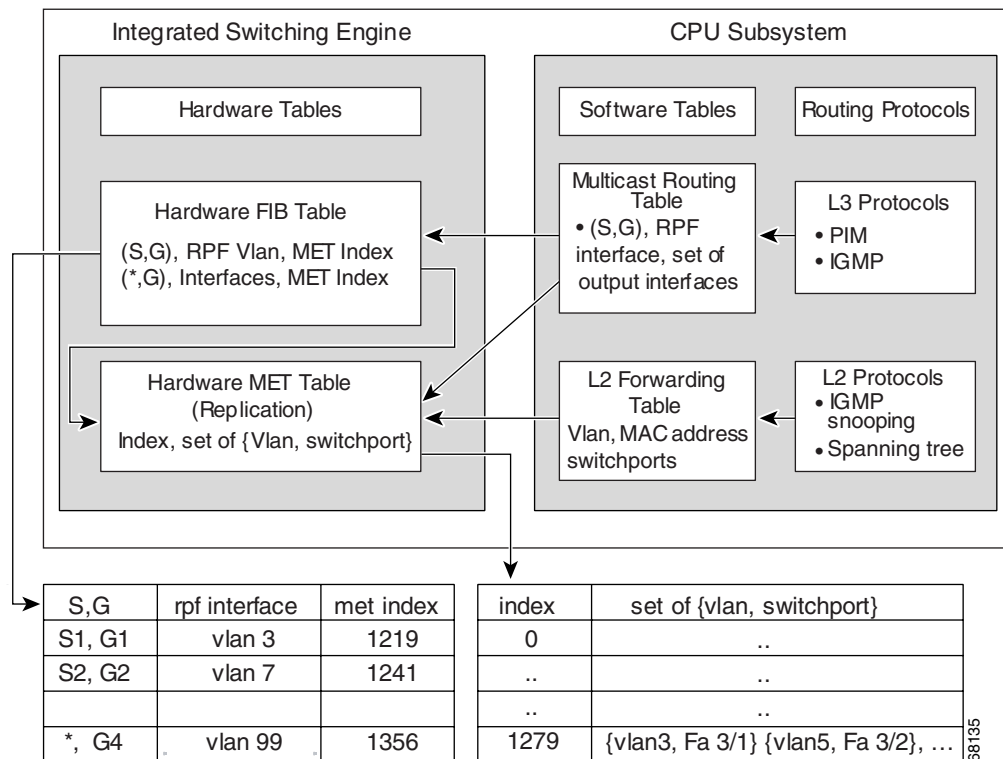 Integrated Switching Engine
CPU Subsystem
Hardware Tables
Software Tables
Routing Protocols
Hardware FIB Table
(S,G), RPF Vlan, MET Index
(*,G), Interfaces, MET Index
Multicast Routing
Table
• (S,G), RPF
interface, set of
output interfaces
L3 Protocols
• PIM
• IGMP
Hardware MET Table
(Replication)
Index, set of {Vlan, switchport}
L2 Forwarding
Table
Vlan, MAC address
switchports
L2 Protocols
• IGMP
snooping
• Spanning tree
S,G rpf interface met index
S1, G1 vlan 3 1219
S2, G2 vlan 7 1241
*, G4 vlan 99 1356
index set of {vlan, switchport}
0 ..
.. ..
.. ..
1279 {vlan3, Fa 3/1} {vlan5, Fa 3/2}, ...
68135